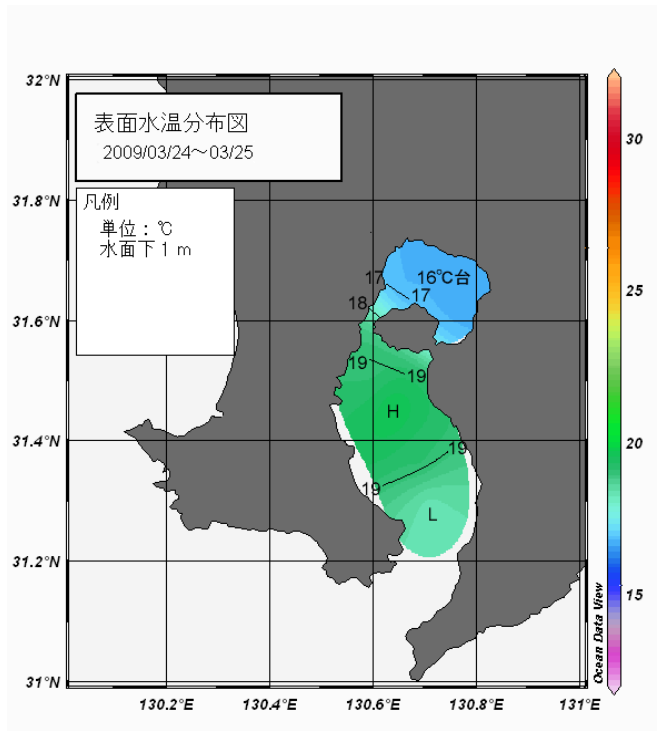 32°N
表面水温分布図
2009/03/24～03/25
30
31.8°N
凡例
単位：℃
水面下１ｍ
17
16℃台
17
18
31.6°N
25
19
19
H
31.4°N
20
19
19
L
31.2°N
15
Ocean Data View
31°N
130.2°E
130.4°E
130.6°E
130.8°E
131°E